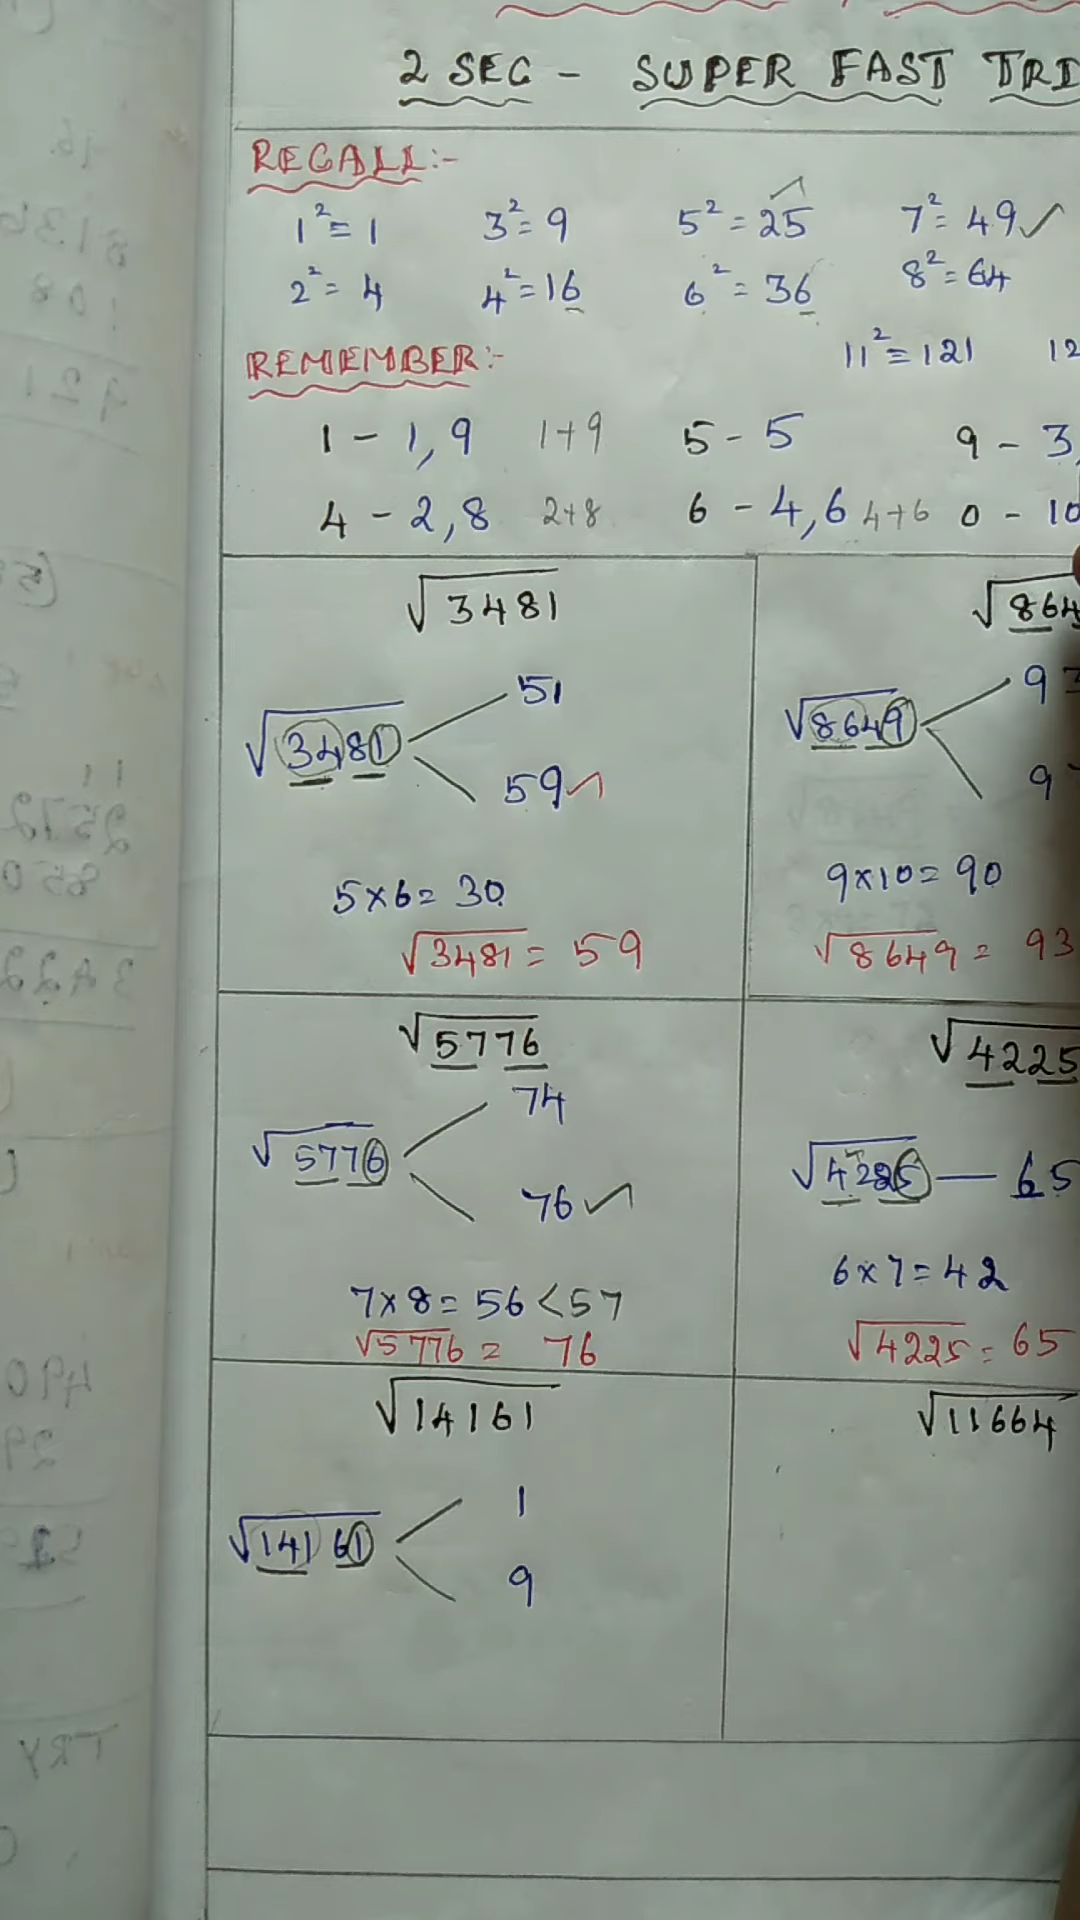 2 SEC - SUPER FAST TRI
RECALL:-
1² = 1 3² = 9 5² = 25 7² = 49 ✓
2² = 4 4² = 16 6² = 36 8² = 64
REMEMBER:- 11² = 121 12
1 - 1, 9 1+9 5 - 5 9 - 3,
4 - 2, 8 2+8 6 - 4, 6 4+6 0 - 10
√3481
51
√3481
59 ✓
5×6 = 30
√3481 = 59
√864
93
√8649
9
9×10 = 90
√8649 = 93
√5776
74
√5776
76 ✓
7×8 = 56 < 57
√5776 = 76
√4225
√4225 — 65
6×7 = 42
√4225 = 65
√14161
1
√14161
9
√11664